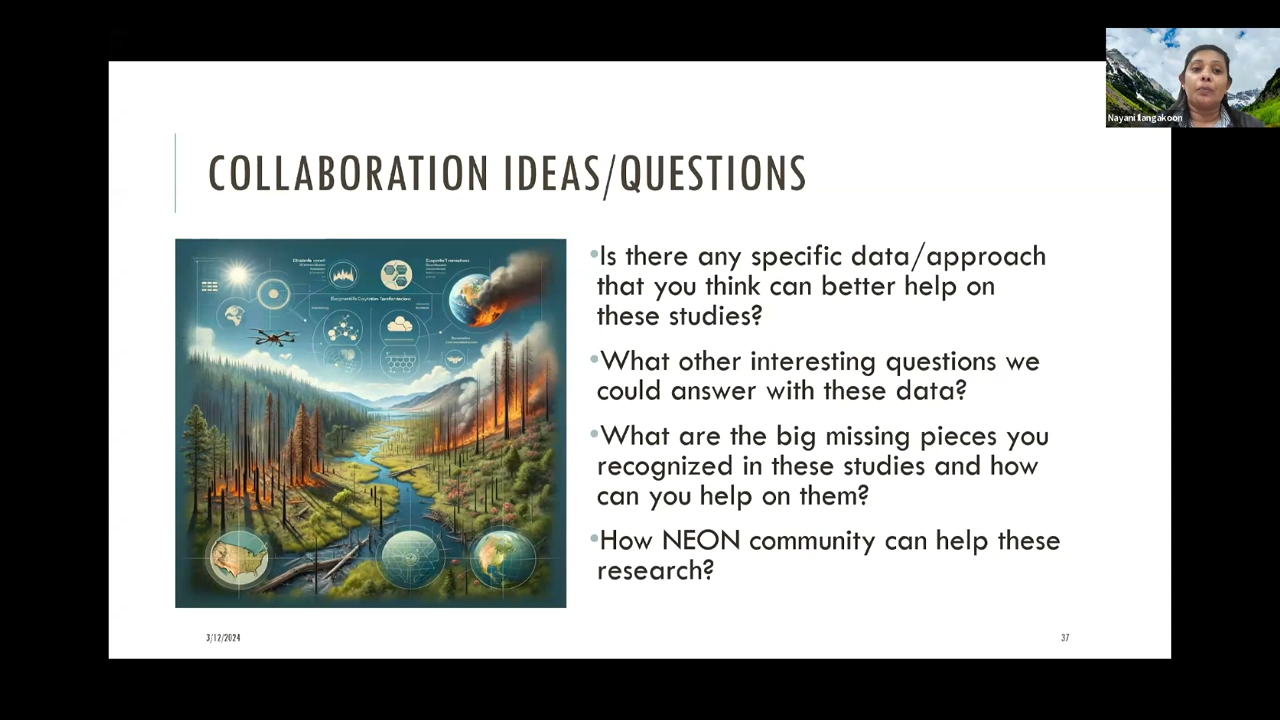 Nayani Ilangakoon
COLLABORATION IDEAS/QUESTIONS
•Is there any specific data/approach
that you think can better help on
these studies?
•What other interesting questions we
could answer with these data?
•What are the big missing pieces you
recognized in these studies and how
can you help on them?
•How NEON community can help these
research?
3/12/2024
37